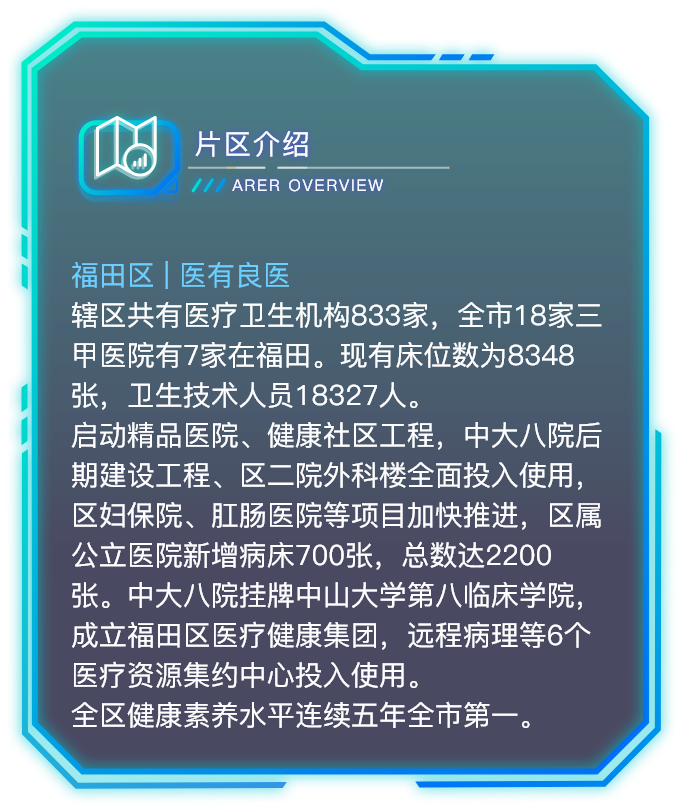 片区介绍
ARER OVERVIEW
福田区 | 医有良医
辖区共有医疗卫生机构833家，全市18家三
甲医院有7家在福田。现有床位数为8348
张，卫生技术人员18327人。
启动精品医院、健康社区工程，中大八院后
期建设工程、区二院外科楼全面投入使用，
区妇保院、肛肠医院等项目加快推进，区属
公立医院新增病床700张，总数达2200
张。中大八院挂牌中山大学第八临床学院，
成立福田区医疗健康集团，远程病理等6个
医疗资源集约中心投入使用。
全区健康素养水平连续五年全市第一。